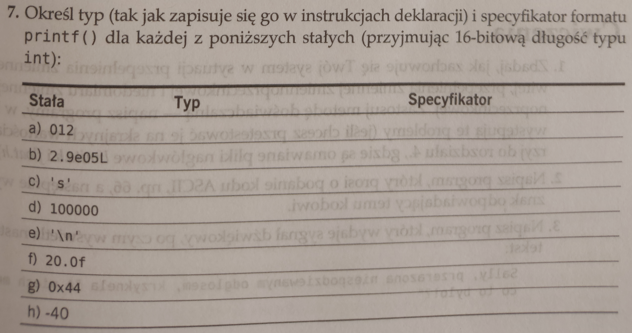 7. Określ typ (tak jak zapisuje się go w instrukcjach deklaracji) i specyfikator formatu
printf() dla każdej z poniższych stałych (przyjmując 16-bitową długość typu
int):
Stała Typ Specyfikator
a) 012
b) 2.9e05L
c) 's'
d) 100000
e) '\n'
f) 20.0f
g) 0x44
h) -40